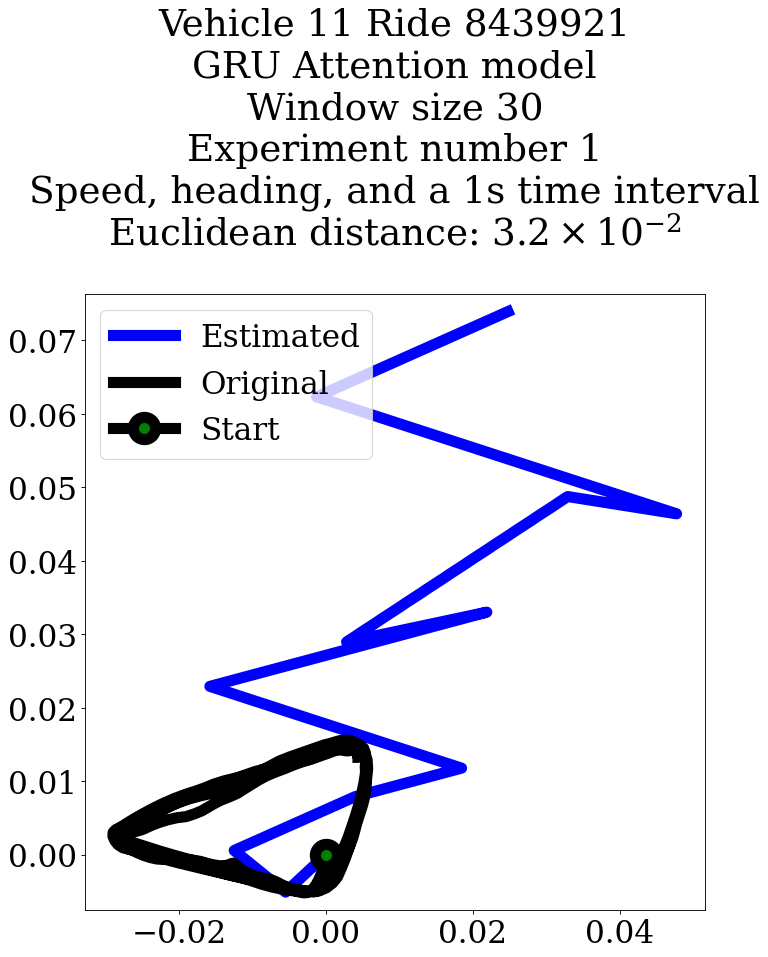 Vehicle 11 Ride 8439921
GRU Attention model
Window size 30
Experiment number 1
Speed, heading, and a 1s time interval
Euclidean distance: 3.2 × 10⁻²
Estimated
Original
Start
0.07
0.06
0.05
0.04
0.03
0.02
0.01
0.00
−0.02 0.00 0.02 0.04